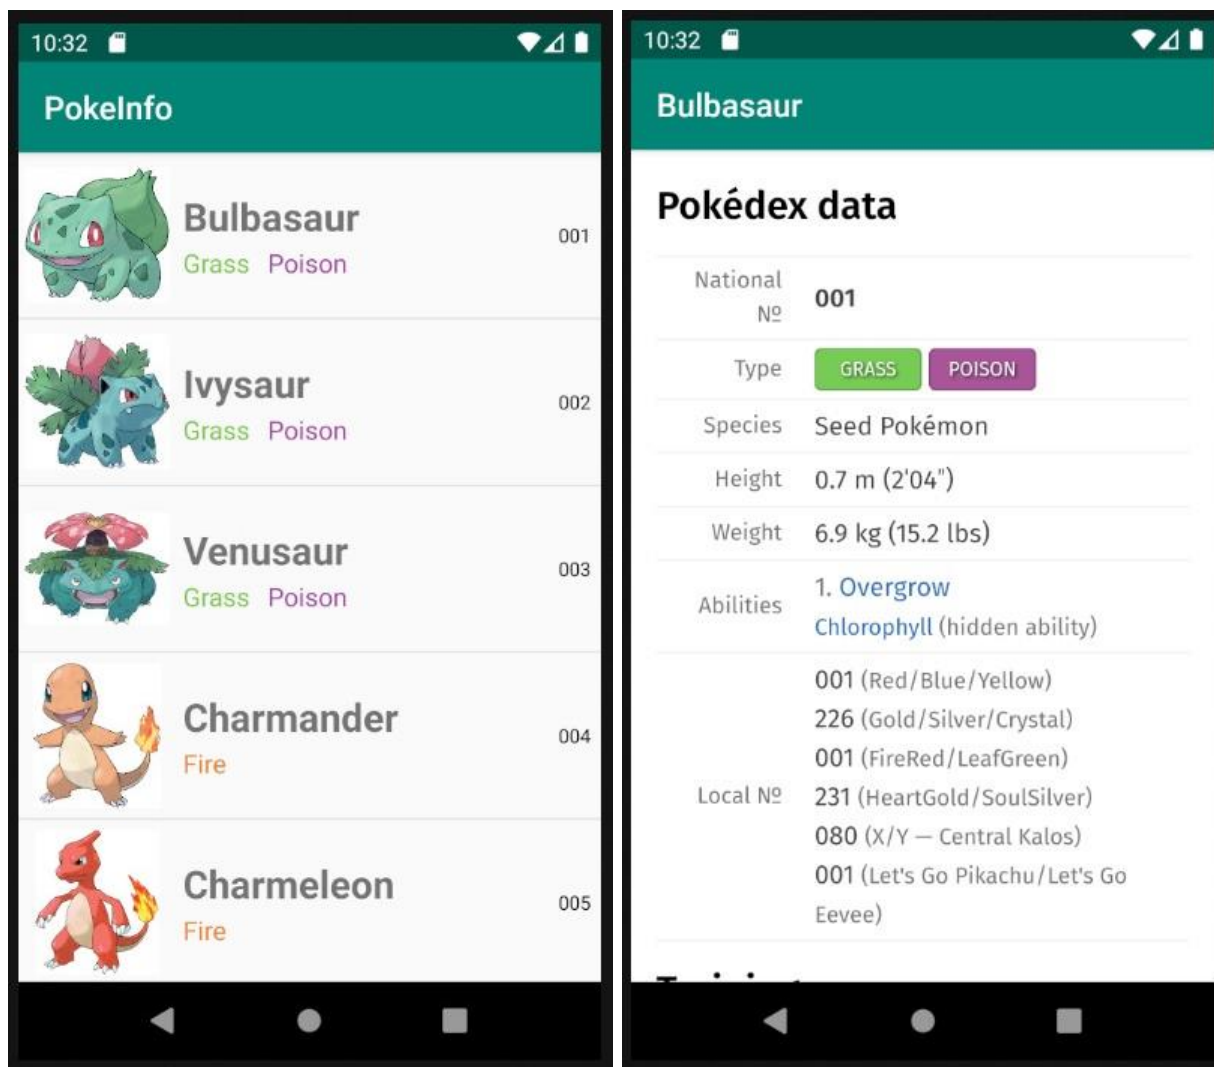 10:32
PokeInfo
Bulbasaur
Grass Poison
001
Ivysaur
Grass Poison
002
Venusaur
Grass Poison
003
Charmander
Fire
004
Charmeleon
Fire
005
10:32
Bulbasaur
Pokédex data
National
Nº
001
Type
GRASS POISON
Species Seed Pokémon
Height 0.7 m (2'04")
Weight 6.9 kg (15.2 lbs)
Abilities
1. Overgrow
Chlorophyll (hidden ability)
Local Nº
001 (Red/Blue/Yellow)
226 (Gold/Silver/Crystal)
001 (FireRed/LeafGreen)
231 (HeartGold/SoulSilver)
080 (X/Y — Central Kalos)
001 (Let's Go Pikachu/Let's Go
Eevee)